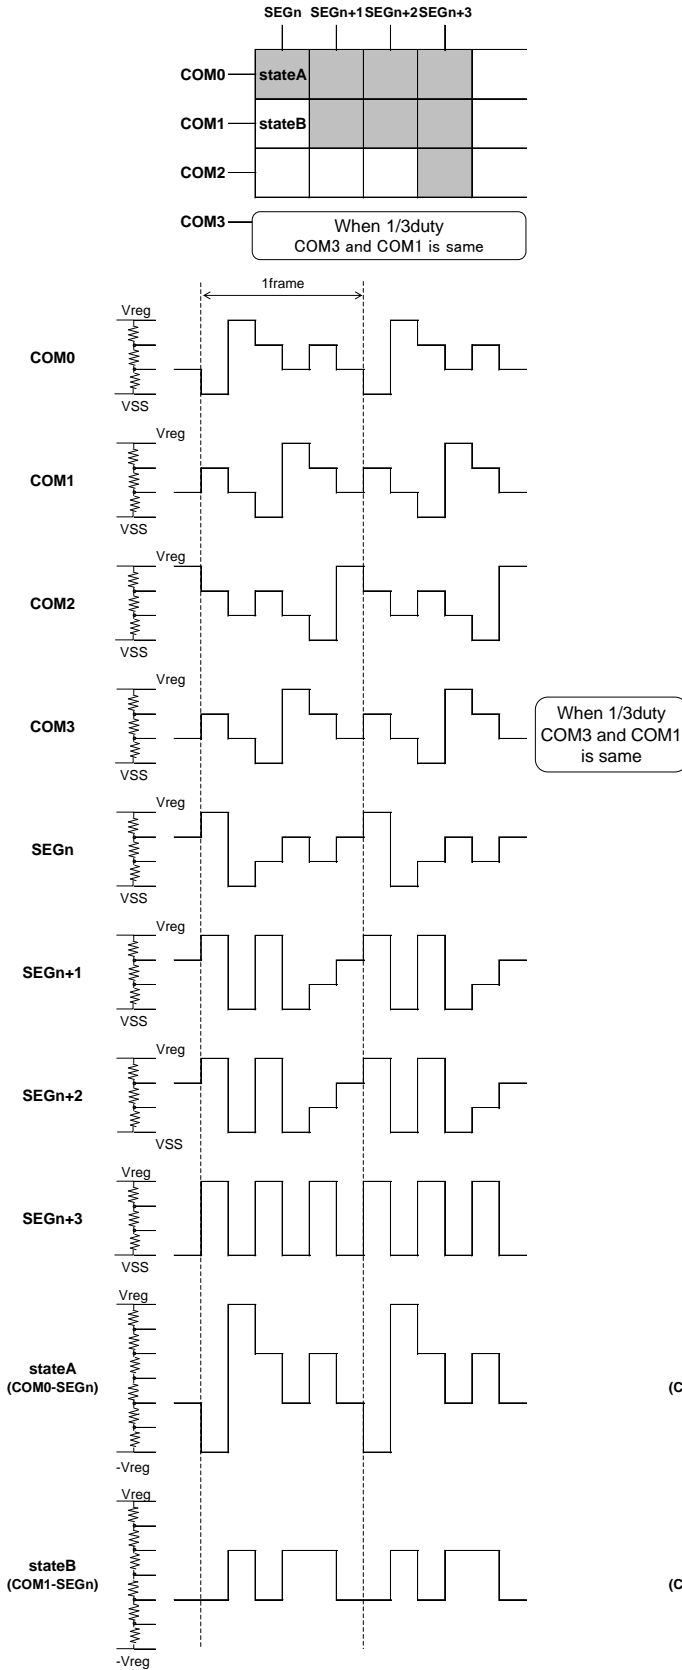 SEGn SEGn+1 SEGn+2 SEGn+3
COM0 stateA
COM1 stateB
COM2
COM3 When 1/3duty
COM3 and COM1 is same
1frame
Vreg
COM0
VSS
Vreg
COM1
VSS
Vreg
COM2
VSS
Vreg
COM3
VSS
When 1/3duty
COM3 and COM1
is same
Vreg
SEGn
VSS
Vreg
SEGn+1
VSS
Vreg
SEGn+2
VSS
Vreg
SEGn+3
VSS
Vreg
stateA
(COM0-SEGn)
(C
-Vreg
Vreg
stateB
(COM1-SEGn)
(C
-Vreg